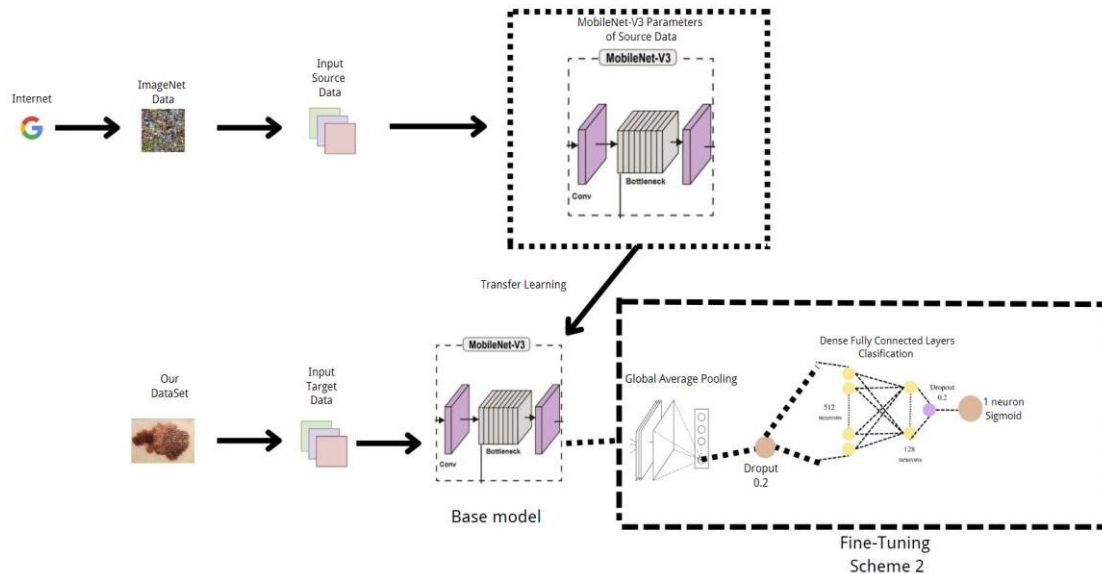 MobileNet-V3 Parameters
of Source Data
MobileNet-V3
Conv
Bottleneck
Internet
ImageNet
Data
Input
Source
Data
Transfer Learning
Our
DataSet
Input
Target
Data
MobileNet-V3
Conv
Bottleneck
Base model
Global Average Pooling
Droput
0.2
Dense Fully Connected Layers
Clasification
512
neurons
128
neurons
Dropout
0.2
1 neuron
Sigmoid
Fine-Tuning
Scheme 2